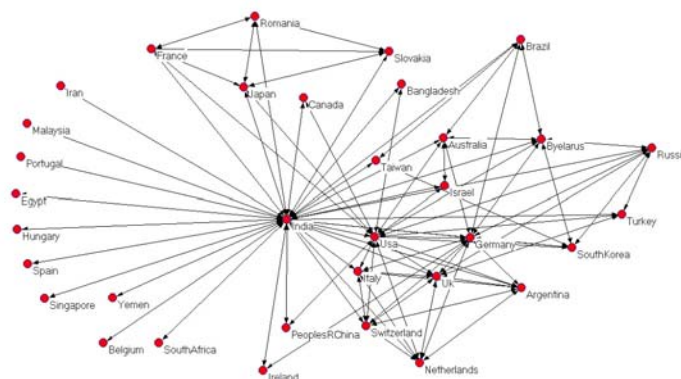 Romania
Brazil
France
Slovakia
Japan
Bangladesh
Iran
Canada
Malaysia
Australia
Byelarus
Russi
Portugal
Taiwan
Israel
Egypt
Turkey
India
Hungary
Usa
Germany
SouthKorea
Spain
Italy
Uk
Argentina
Singapore
Yemen
PeoplesRChina
Switzerland
Belgium
SouthAfrica
Netherlands
Ireland